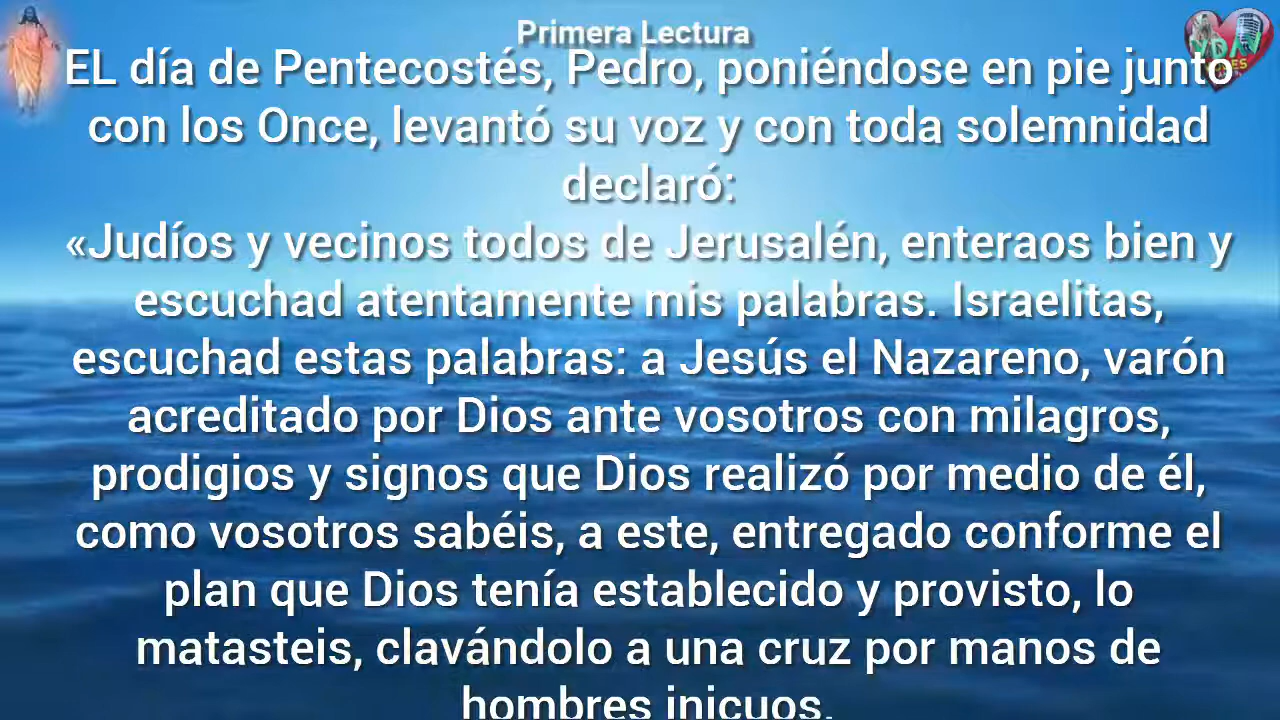 Primera Lectura
EL día de Pentecostés, Pedro, poniéndose en pie junto
con los Once, levantó su voz y con toda solemnidad
declaró:
«Judíos y vecinos todos de Jerusalén, enteraos bien y
escuchad atentamente mis palabras. Israelitas,
escuchad estas palabras: a Jesús el Nazareno, varón
acreditado por Dios ante vosotros con milagros,
prodigios y signos que Dios realizó por medio de él,
como vosotros sabéis, a este, entregado conforme el
plan que Dios tenía establecido y provisto, lo
matasteis, clavándolo a una cruz por manos de
hombres inicuos.